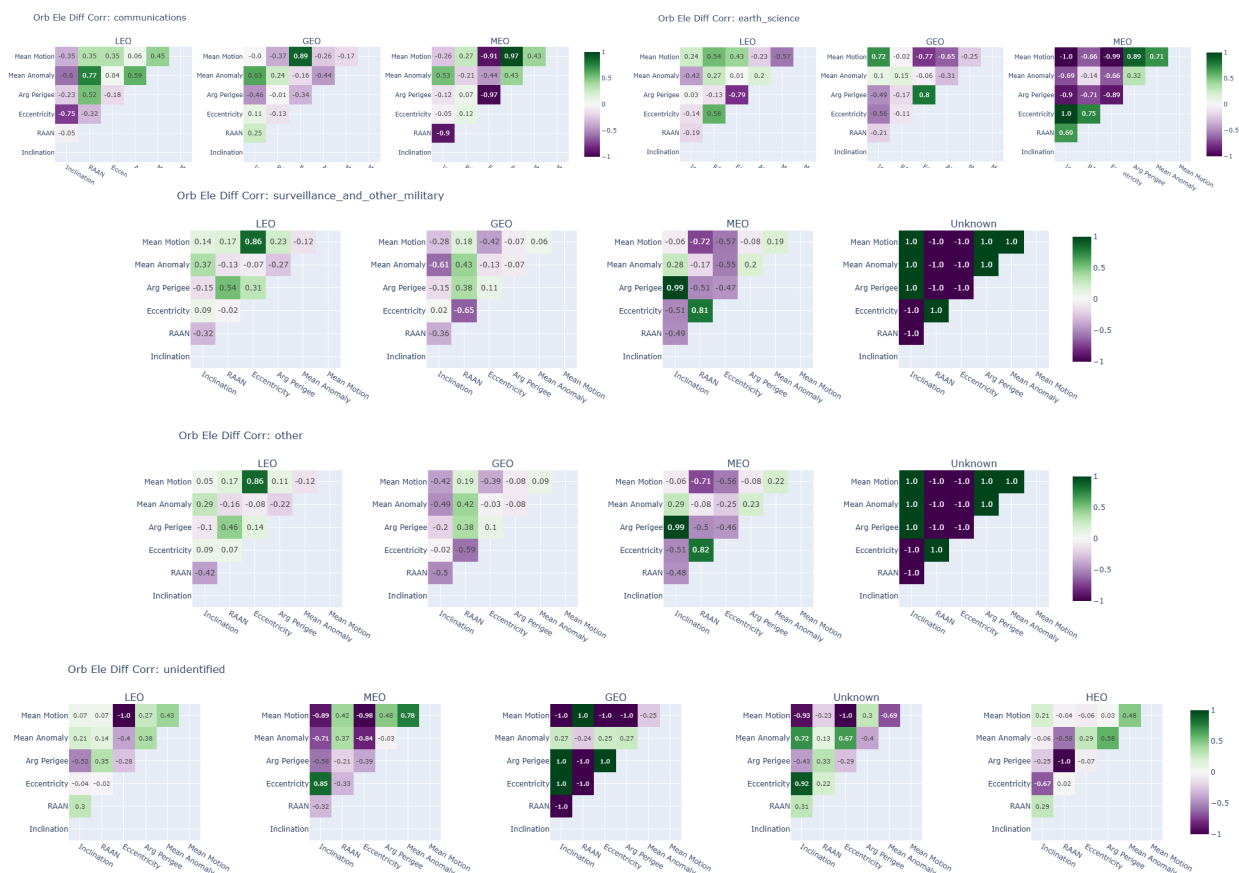 Orb Ele Diff Corr: communications
Orb Ele Diff Corr: earth_science
LEO GEO MEO
Mean Motion -0.35 0.35 0.35 0.06 0.45
Mean Anomaly -0.6 0.77 0.04 0.59
Arg Perigee -0.23 0.52 -0.18
Eccentricity -0.75 -0.32
RAAN -0.05
Inclination
-0.0 -0.37 0.89 -0.26 -0.17
0.63 0.24 -0.16 -0.44
-0.46 -0.01 -0.34
0.11 -0.13
0.25
-0.26 0.27 -0.91 0.97 0.43
0.53 -0.21 -0.44 0.43
-0.12 0.07 -0.97
-0.05 0.12
-0.9
Inclination RAAN Eccen
1 0.5 0 −0.5 −1
LEO GEO MEO
Mean Motion 0.24 0.54 0.43 -0.23 -0.57
Mean Anomaly -0.42 0.27 0.01 0.2
Arg Perigee 0.03 -0.13 -0.79
Eccentricity -0.14 0.56
RAAN -0.19
Inclination
0.72 -0.02 -0.77 -0.65 -0.25
0.1 0.15 -0.06 -0.31
-0.49 -0.17 0.8
-0.56 -0.11
-0.21
-1.0 -0.66 -0.99 0.89 0.71
-0.69 -0.14 -0.66 0.32
-0.9 -0.71 -0.89
1.0 0.75
0.69
ntricity Arg Perigee Mean Anomaly Mean Motion
1 0.5 0 −0.5 −1
Orb Ele Diff Corr: surveillance_and_other_military
LEO GEO MEO Unknown
Mean Motion 0.14 0.17 0.86 0.23 -0.12
Mean Anomaly 0.37 -0.13 -0.07 -0.27
Arg Perigee -0.15 0.54 0.31
Eccentricity 0.09 -0.02
RAAN -0.32
Inclination
Inclination RAAN Eccentricity Arg Perigee Mean Anomaly Mean Motion
Mean Motion -0.28 0.18 -0.42 -0.07 0.06
Mean Anomaly -0.61 0.43 -0.13 -0.07
Arg Perigee -0.15 0.38 0.11
Eccentricity 0.02 -0.65
RAAN -0.36
Inclination
Inclination RAAN Eccentricity Arg Perigee Mean Anomaly Mean Motion
Mean Motion -0.06 -0.72 -0.57 -0.08 0.19
Mean Anomaly 0.28 -0.17 -0.55 0.2
Arg Perigee 0.99 -0.51 -0.47
Eccentricity -0.51 0.81
RAAN -0.49
Inclination
Inclination RAAN Eccentricity Arg Perigee Mean Anomaly Mean Motion
Mean Motion 1.0 -1.0 -1.0 1.0 1.0
Mean Anomaly 1.0 -1.0 -1.0 1.0
Arg Perigee 1.0 -1.0 -1.0
Eccentricity -1.0 1.0
RAAN -1.0
Inclination
Inclination RAAN Eccentricity Arg Perigee Mean Anomaly Mean Motion
1 0.5 0 −0.5 −1
Orb Ele Diff Corr: other
LEO GEO MEO Unknown
Mean Motion 0.05 0.17 0.86 0.11 -0.12
Mean Anomaly 0.29 -0.16 -0.08 -0.22
Arg Perigee -0.1 0.46 0.14
Eccentricity 0.09 0.07
RAAN -0.42
Inclination
Inclination RAAN Eccentricity Arg Perigee Mean Anomaly Mean Motion
Mean Motion -0.42 0.19 -0.39 -0.08 0.09
Mean Anomaly -0.49 0.42 -0.03 -0.08
Arg Perigee -0.2 0.38 0.1
Eccentricity -0.02 -0.59
RAAN -0.5
Inclination
Inclination RAAN Eccentricity Arg Perigee Mean Anomaly Mean Motion
Mean Motion -0.06 -0.71 -0.56 -0.08 0.22
Mean Anomaly 0.29 -0.08 -0.25 0.23
Arg Perigee 0.99 -0.5 -0.46
Eccentricity -0.51 0.82
RAAN -0.48
Inclination
Inclination RAAN Eccentricity Arg Perigee Mean Anomaly Mean Motion
Mean Motion 1.0 -1.0 -1.0 1.0 1.0
Mean Anomaly 1.0 -1.0 -1.0 1.0
Arg Perigee 1.0 -1.0 -1.0
Eccentricity -1.0 1.0
RAAN -1.0
Inclination
Inclination RAAN Eccentricity Arg Perigee Mean Anomaly Mean Motion
1 0.5 0 −0.5 −1
Orb Ele Diff Corr: unidentified
LEO MEO GEO Unknown HEO
Mean Motion 0.07 0.07 -1.0 0.27 0.43
Mean Anomaly 0.21 0.14 -0.4 0.38
Arg Perigee -0.52 0.35 -0.28
Eccentricity -0.04 -0.02
RAAN 0.3
Inclination
Inclination RAAN Eccentricity Arg Perigee Mean Anomaly Mean Motion
Mean Motion -0.89 0.42 -0.98 0.48 0.78
Mean Anomaly -0.71 0.37 -0.84 -0.03
Arg Perigee -0.58 -0.21 -0.39
Eccentricity 0.85 -0.33
RAAN -0.32
Inclination
Inclination RAAN Eccentricity Arg Perigee Mean Anomaly Mean Motion
Mean Motion -1.0 1.0 -1.0 -1.0 -0.25
Mean Anomaly 0.27 -0.24 0.25 0.27
Arg Perigee 1.0 -1.0 1.0
Eccentricity 1.0 -1.0
RAAN -1.0
Inclination
Inclination RAAN Eccentricity Arg Perigee Mean Anomaly Mean Motion
Mean Motion -0.93 -0.23 -1.0 0.3 -0.69
Mean Anomaly 0.72 0.13 0.67 -0.4
Arg Perigee -0.43 0.33 -0.29
Eccentricity 0.92 0.22
RAAN 0.31
Inclination
Inclination RAAN Eccentricity Arg Perigee Mean Anomaly Mean Motion
Mean Motion 0.21 -0.04 -0.06 0.03 0.48
Mean Anomaly -0.06 -0.58 0.29 0.58
Arg Perigee -0.25 -1.0 -0.07
Eccentricity -0.67 0.02
RAAN 0.29
Inclination
Inclination RAAN Eccentricity Arg Perigee Mean Anomaly Mean Motion
1 0.5 0 −0.5 −1